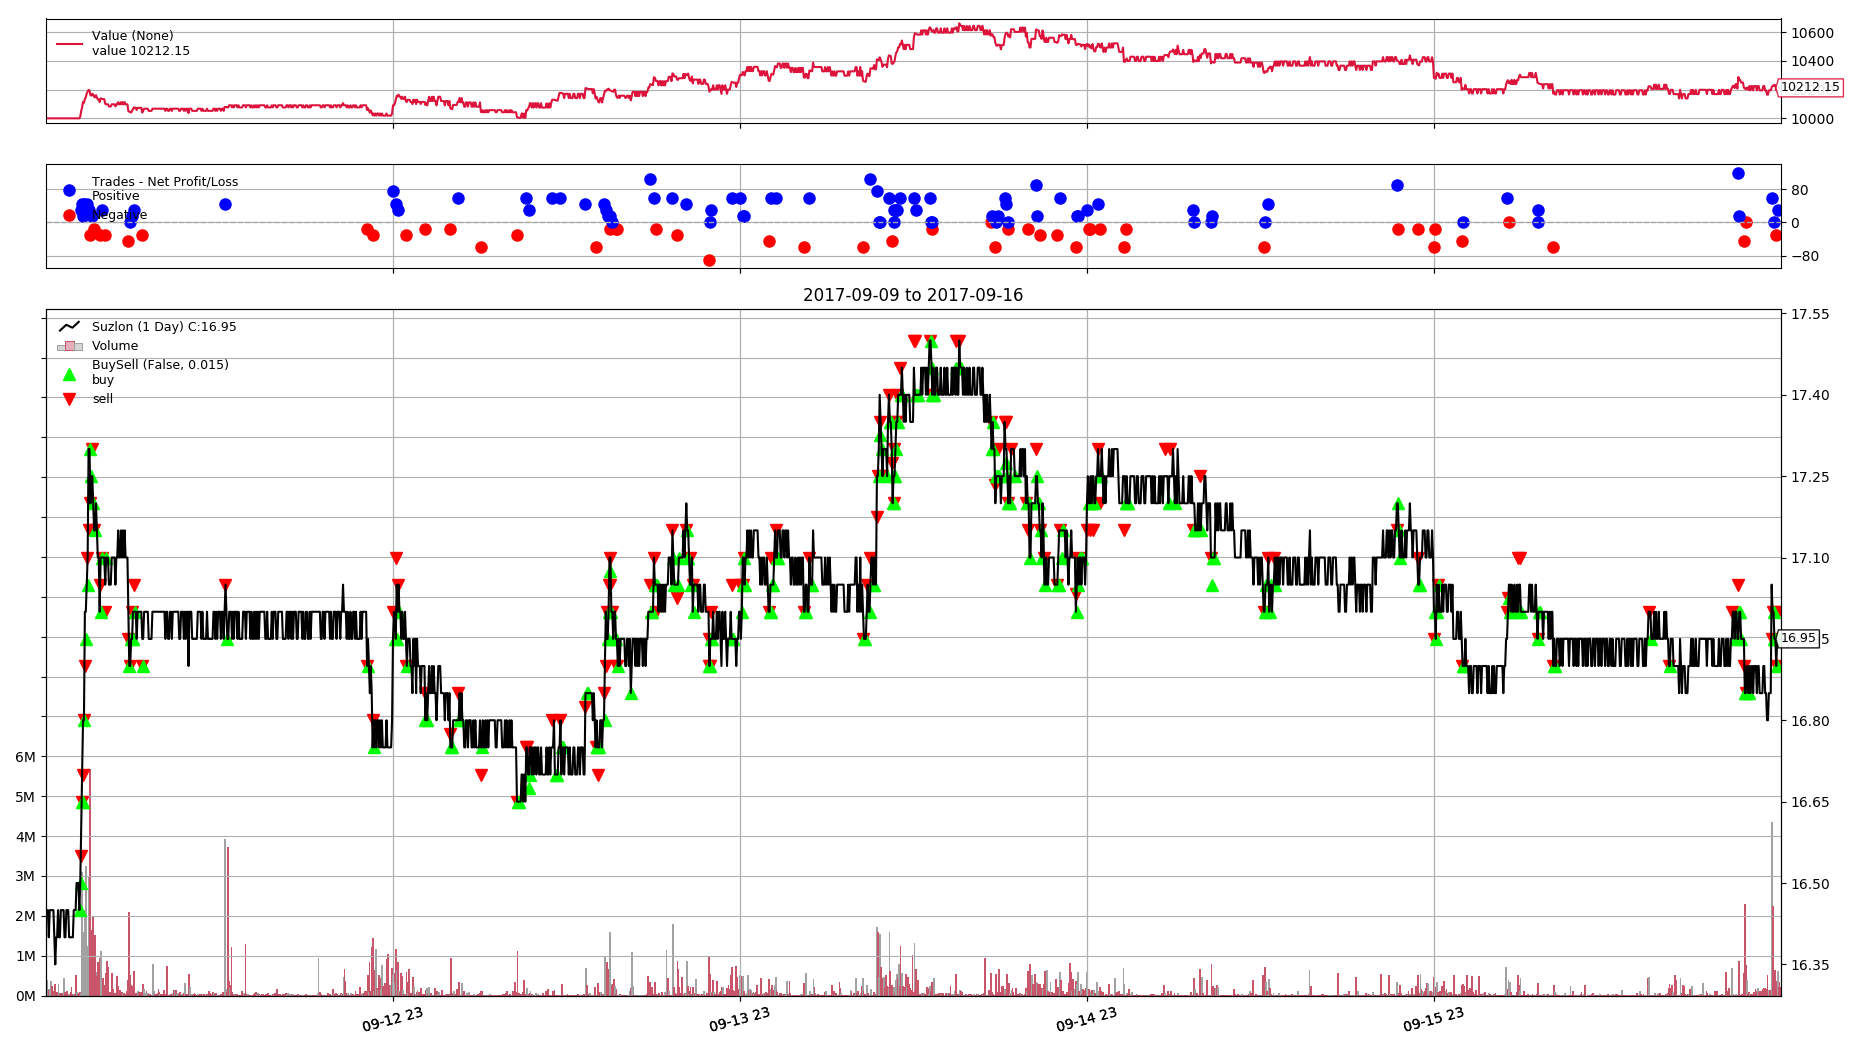 Value (None)
value 10212.15
10600
10400
10212.15
10000
Trades - Net Profit/Loss
Positive
Negative
80
0
−80
2017-09-09 to 2017-09-16
Suzlon (1 Day) C:16.95
Volume
BuySell (False, 0.015)
buy
sell
17.55
17.40
17.25
17.10
16.95
16.80
16.65
16.50
16.35
6M
5M
4M
3M
2M
1M
0M
09-12 23
09-13 23
09-14 23
09-15 23